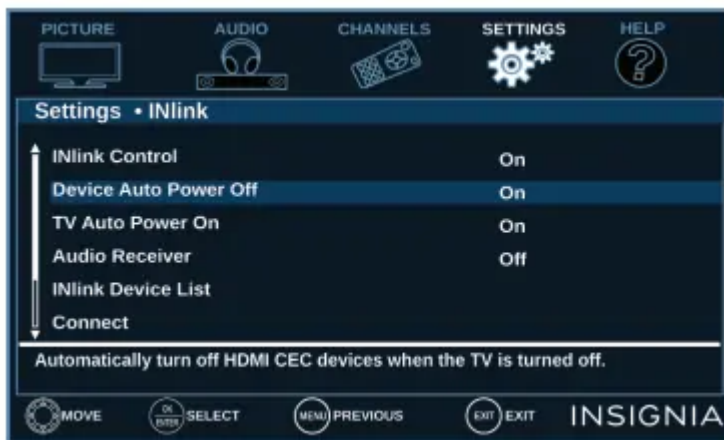 PICTURE AUDIO CHANNELS SETTINGS HELP
?
Settings • INlink
INlink Control On
Device Auto Power Off On
TV Auto Power On On
Audio Receiver Off
INlink Device List
Connect
Automatically turn off HDMI CEC devices when the TV is turned off.
MOVE OK ENTER SELECT MENU PREVIOUS EXIT EXIT INSIGNIA